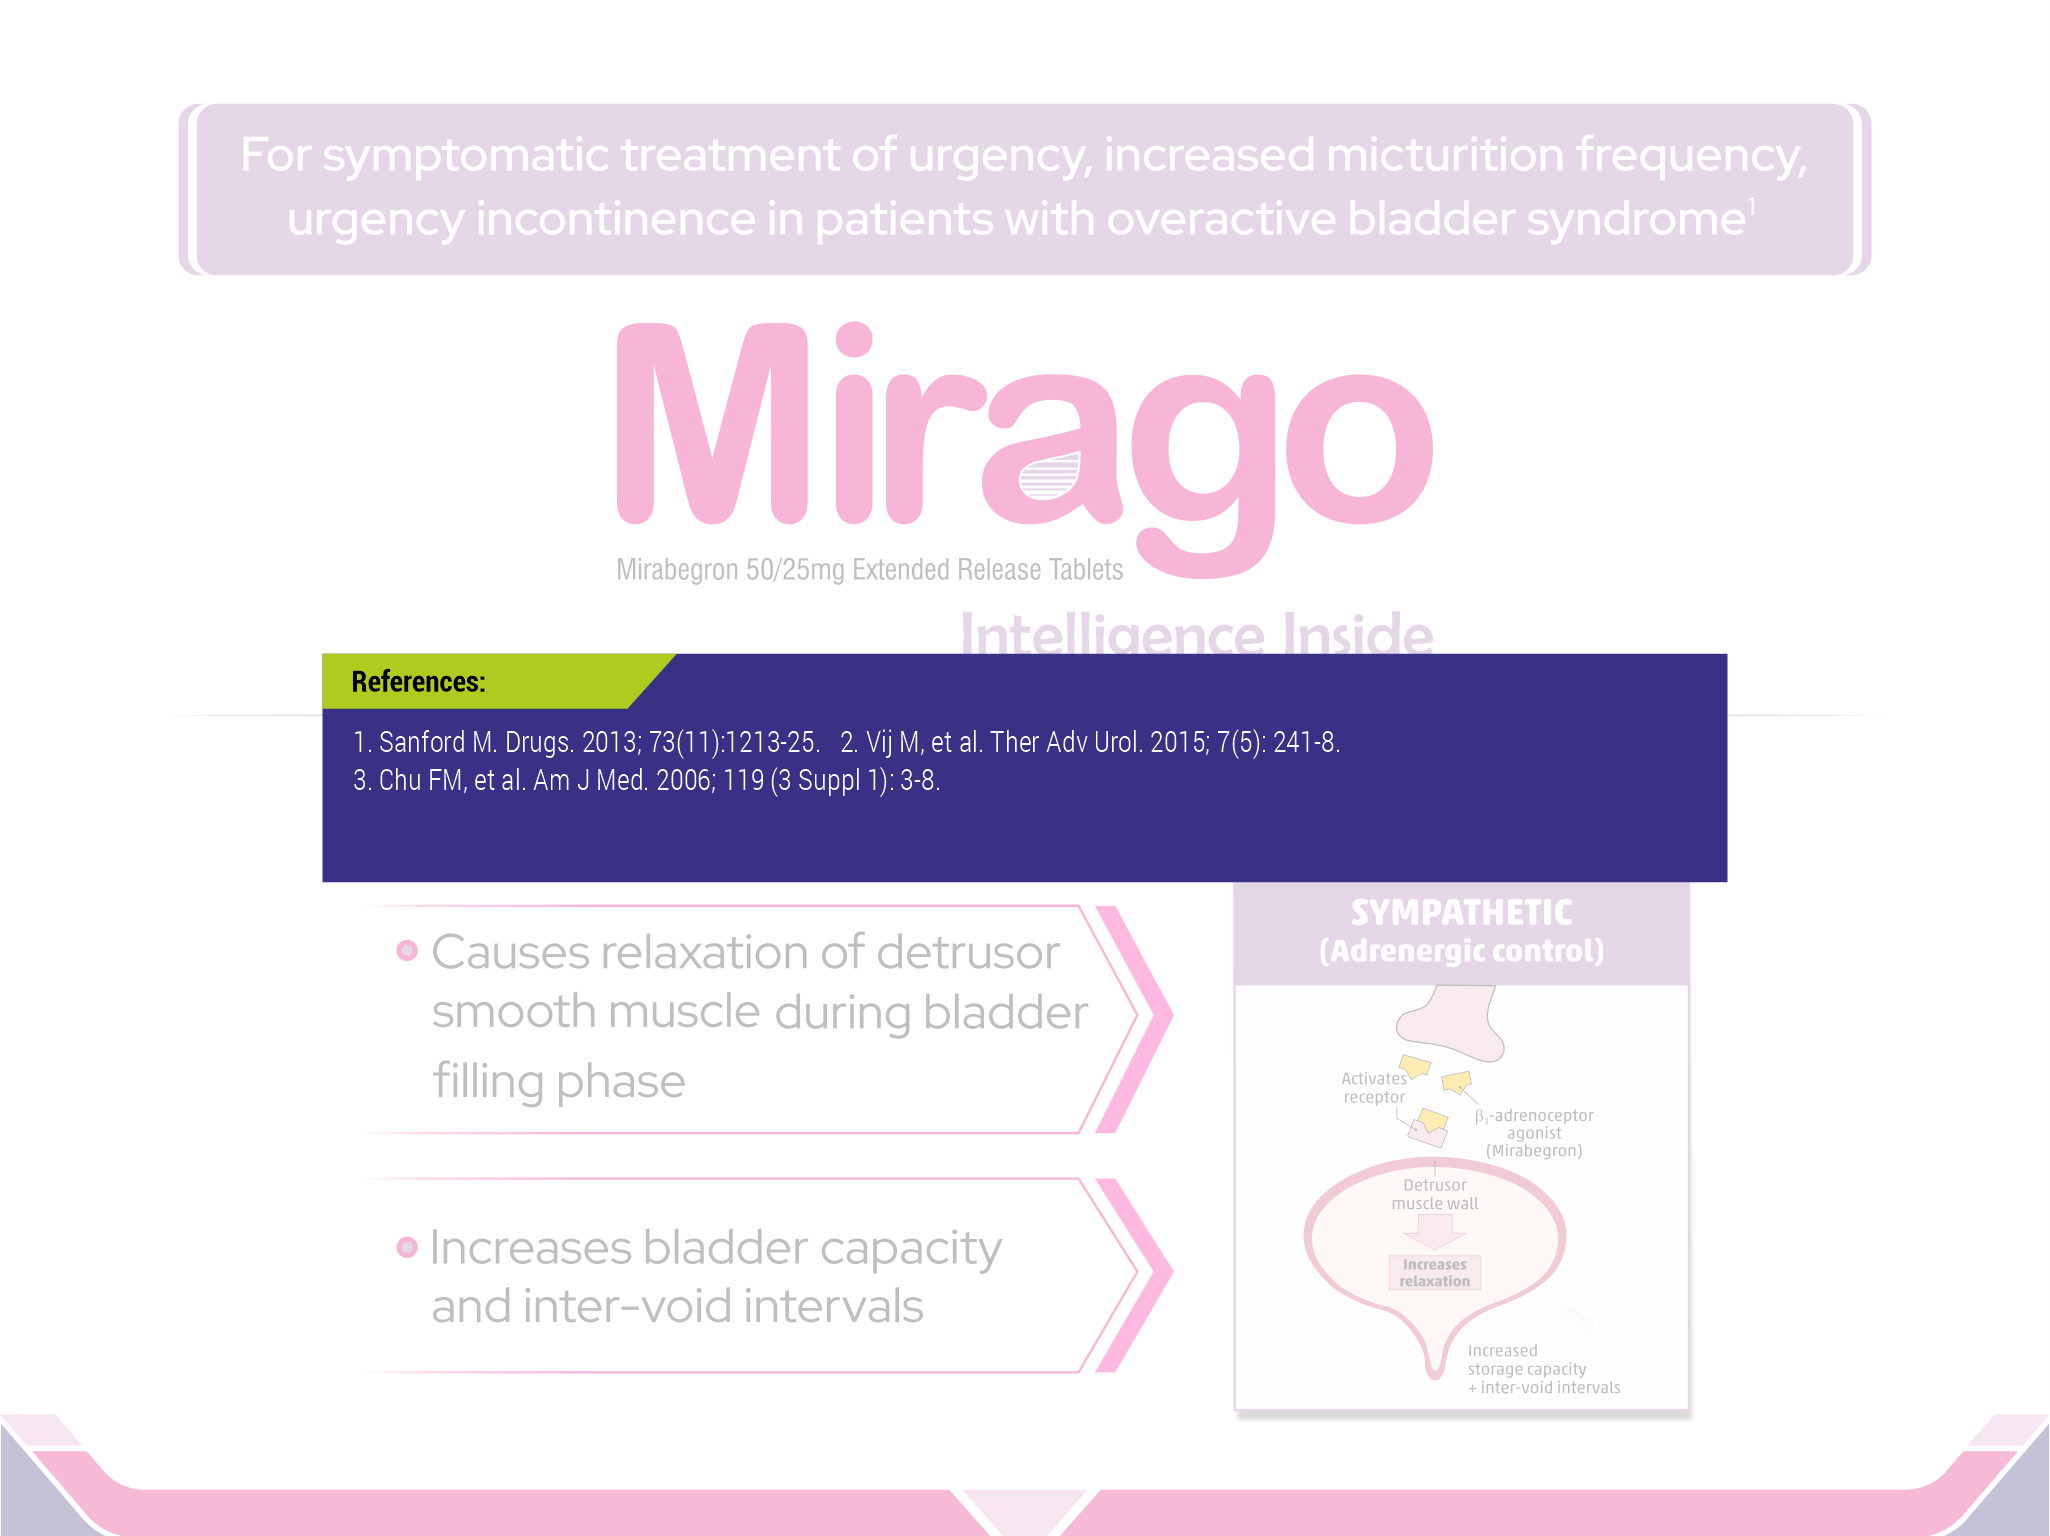 For symptomatic treatment of urgency, increased micturition frequency,
urgency incontinence in patients with overactive bladder syndrome¹
Mirago
Mirabegron 50/25mg Extended Release Tablets
Intelligence Inside
References:
1. Sanford M. Drugs. 2013; 73(11):1213-25. 2. Vij M, et al. Ther Adv Urol. 2015; 7(5): 241-8.
3. Chu FM, et al. Am J Med. 2006; 119 (3 Suppl 1): 3-8.
Causes relaxation of detrusor
smooth muscle during bladder
filling phase
Increases bladder capacity
and inter-void intervals
SYMPATHETIC
(Adrenergic control)
Activates
receptor
β₃-adrenoceptor
agonist
(Mirabegron)
Detrusor
muscle wall
Increases
relaxation
Increased
storage capacity
+ inter-void intervals